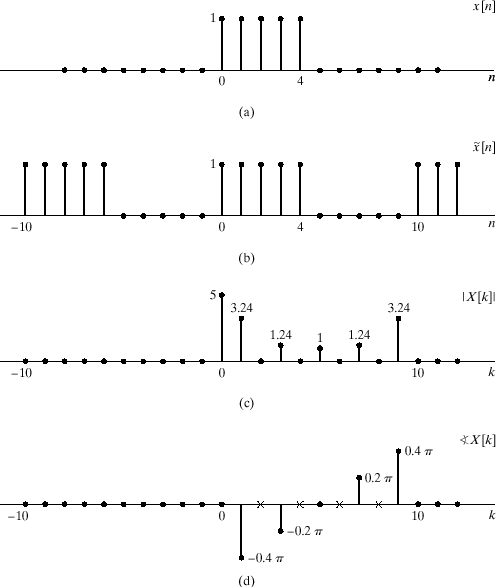 x[n]
1
0 4 n
(a)
x̃[n]
1
−10 0 4 10 n
(b)
|X[k]|
5
3.24 3.24
1.24 1 1.24
−10 0 10 k
(c)
∢X[k]
0.4 π
0.2 π
−10 0 10 k
−0.2 π
−0.4 π
(d)